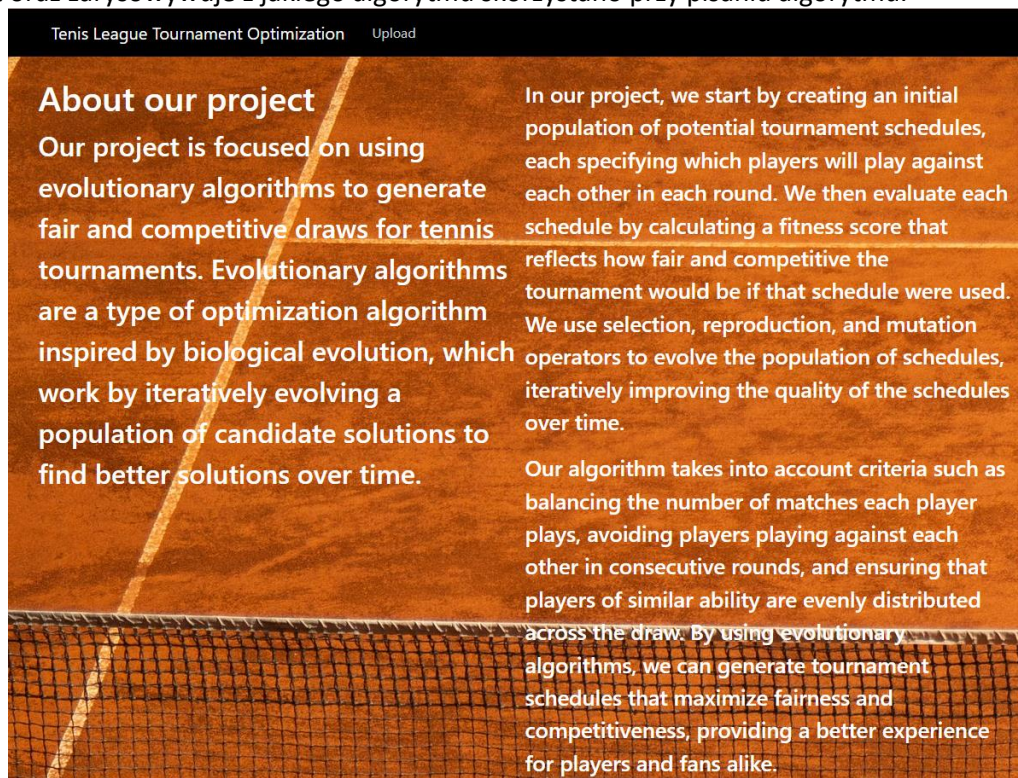 oraz zarysowywuje z jakiego algorytmu skorzystano przy pisaniu algorytmu.
Tenis League Tournament Optimization Upload
About our project
Our project is focused on using
evolutionary algorithms to generate
fair and competitive draws for tennis
tournaments. Evolutionary algorithms
are a type of optimization algorithm
inspired by biological evolution, which
work by iteratively evolving a
population of candidate solutions to
find better solutions over time.
In our project, we start by creating an initial
population of potential tournament schedules,
each specifying which players will play against
each other in each round. We then evaluate each
schedule by calculating a fitness score that
reflects how fair and competitive the
tournament would be if that schedule were used.
We use selection, reproduction, and mutation
operators to evolve the population of schedules,
iteratively improving the quality of the schedules
over time.
Our algorithm takes into account criteria such as
balancing the number of matches each player
plays, avoiding players playing against each
other in consecutive rounds, and ensuring that
players of similar ability are evenly distributed
across the draw. By using evolutionary
algorithms, we can generate tournament
schedules that maximize fairness and
competitiveness, providing a better experience
for players and fans alike.